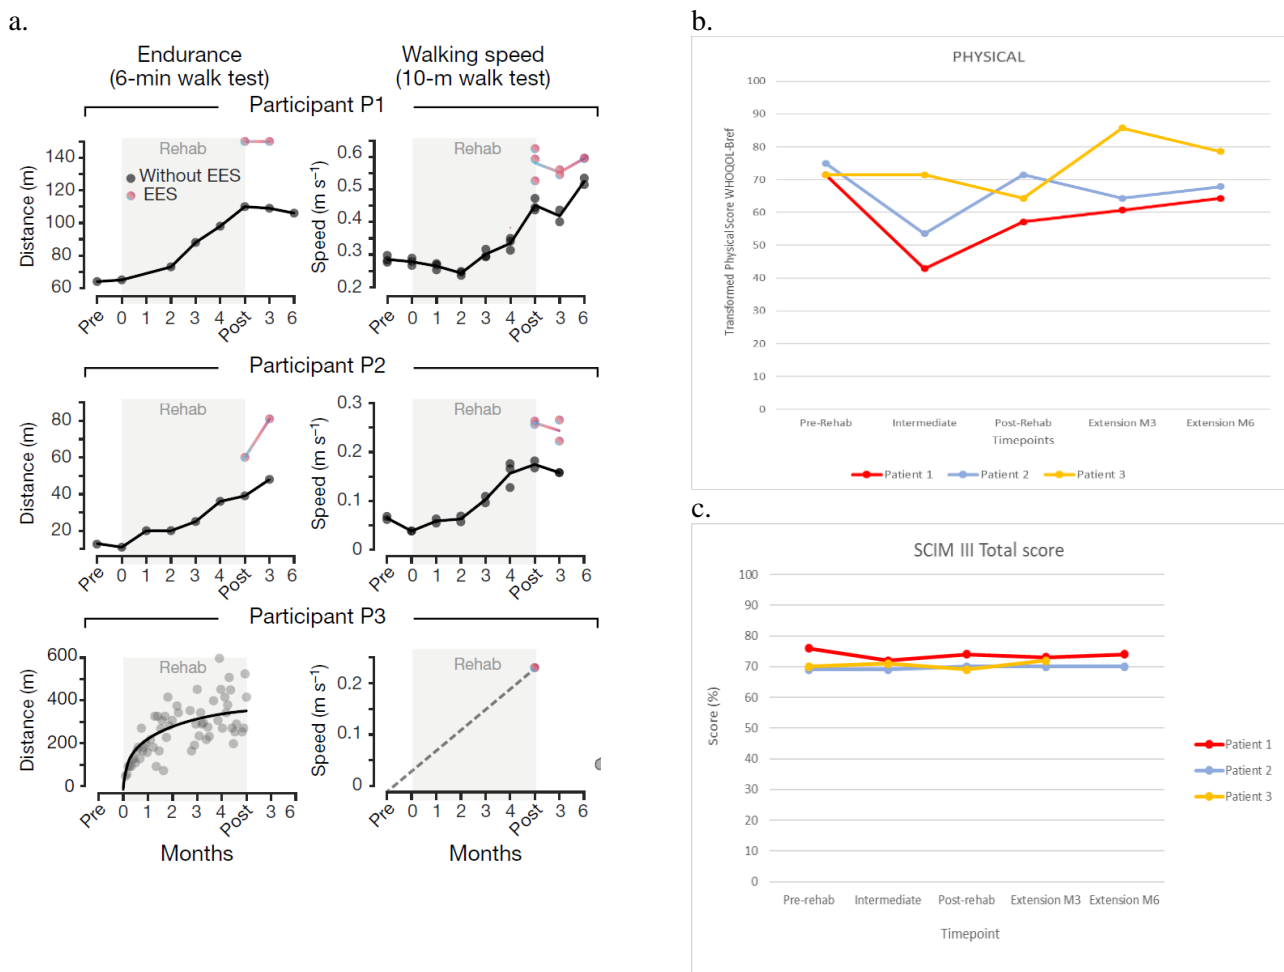 a.
Endurance
(6-min walk test)
Walking speed
(10-m walk test)
Participant P1
Rehab
Without EES
EES
Distance (m)
140
120
100
80
60
Pre 0 1 2 3 4 Post 3 6
Rehab
Speed (m s⁻¹)
0.6
0.5
0.4
0.3
0.2
Pre 0 1 2 3 4 Post 3 6
Participant P2
Rehab
Distance (m)
80
60
40
20
Pre 0 1 2 3 4 Post 3 6
Rehab
Speed (m s⁻¹)
0.3
0.2
0.1
0
Pre 0 1 2 3 4 Post 3 6
Participant P3
Rehab
Distance (m)
600
400
200
0
Pre 0 1 2 3 4 Post 3 6
Months
Rehab
Speed (m s⁻¹)
0.2
0.1
0
Pre 0 1 2 3 4 Post 3 6
Months
b.
PHYSICAL
Transformed Physical Score WHOQOL-Bref
100
90
80
70
60
50
40
30
20
10
0
Pre-Rehab Intermediate Post-Rehab Extension M3 Extension M6
Timepoints
Patient 1 Patient 2 Patient 3
c.
SCIM III Total score
Score (%)
100
90
80
70
60
50
40
30
20
10
0
Pre-rehab Intermediate Post-rehab Extension M3 Extension M6
Timepoint
Patient 1
Patient 2
Patient 3